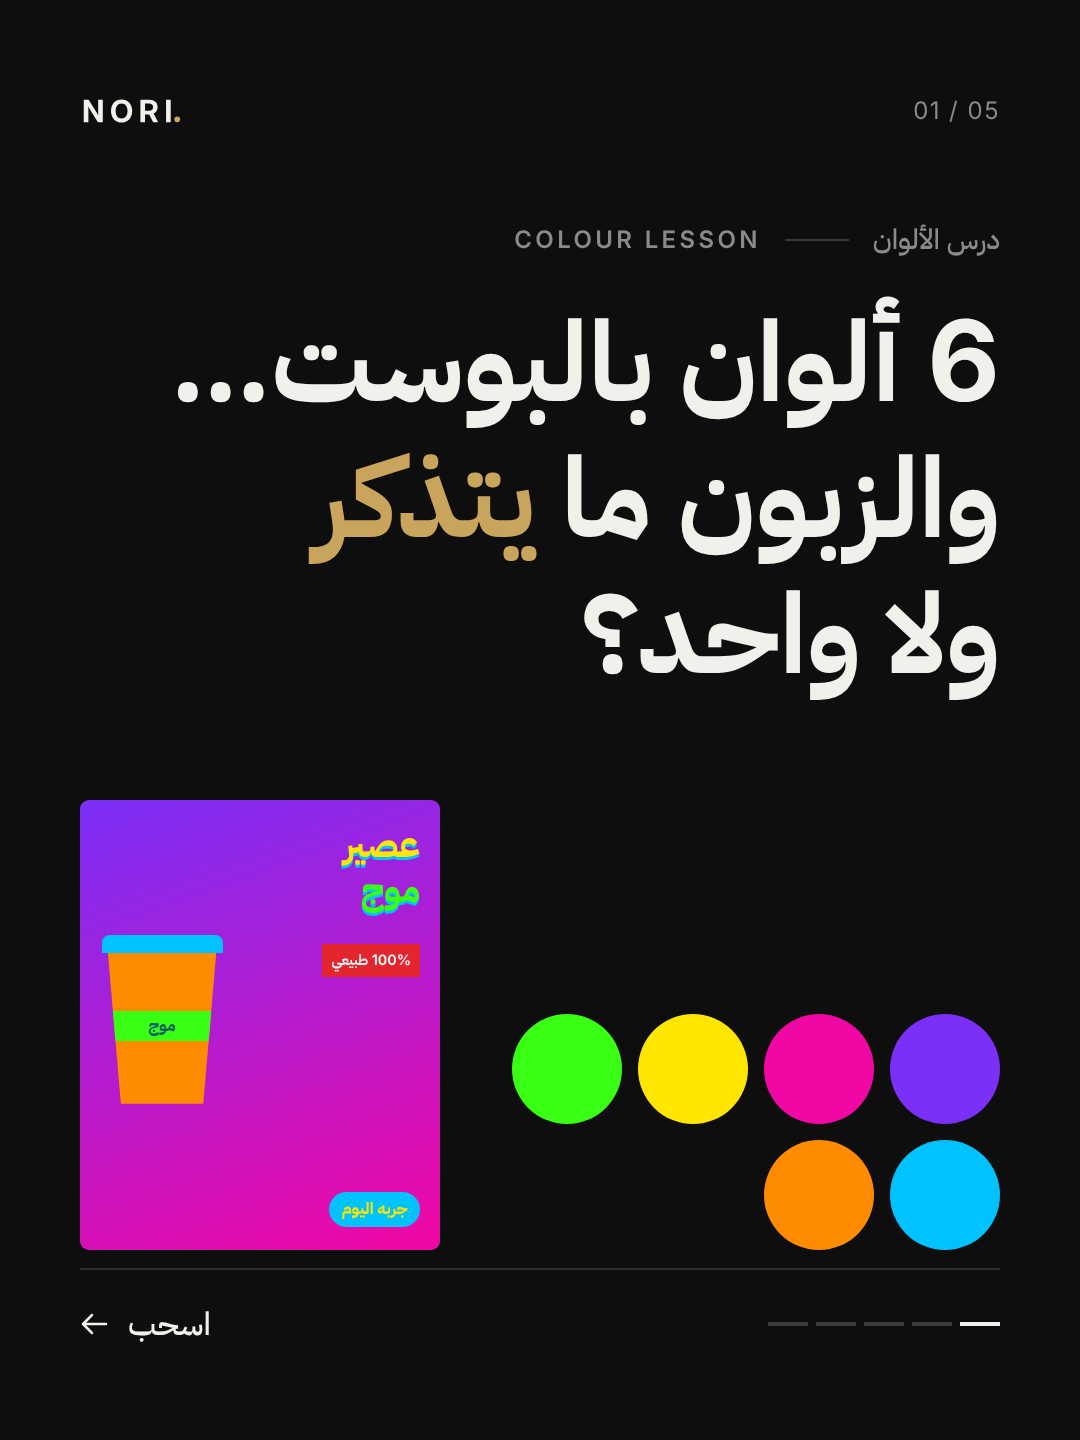 NORI.
01 / 05
درس الألوان — COLOUR LESSON
6 ألوان بالبوست...
والزبون ما يتذكر
ولا واحد؟
عصير
موج
100% طبيعي
موج
جربه اليوم
اسحب ←